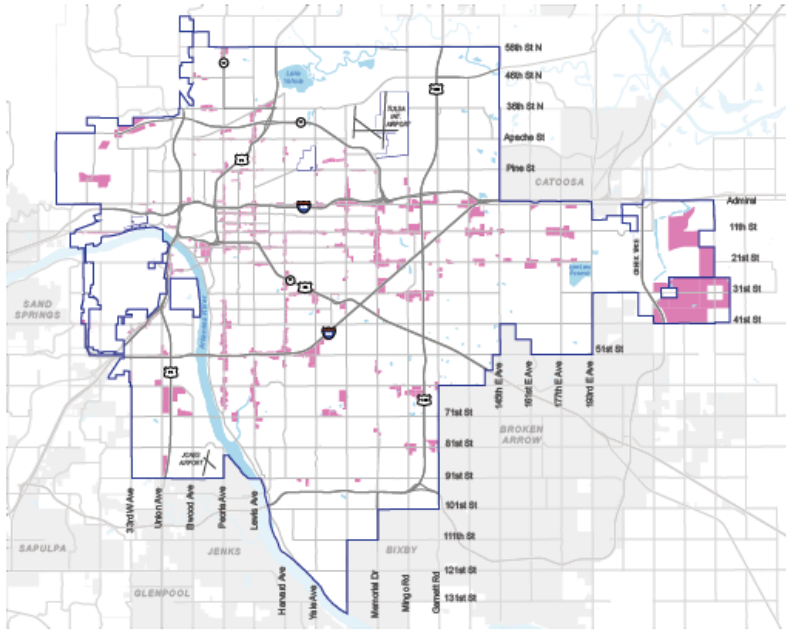 56th St N
46th St N
36th St N
Apache St
Pine St
Lake
Yahola
TULSA
INT.
AIRPORT
CATOOSA
Admiral
11th St
21st St
31st St
41st St
51st St
CREEK TPKE
SAND
SPRINGS
Arkansas River
145th E Ave
161st E Ave
177th E Ave
193rd E Ave
71st St
81st St
91st St
101st St
111th St
121st St
131st St
BROKEN
ARROW
JONES
AIRPORT
33rd W Ave
Union Ave
Elwood Ave
Peoria Ave
Lewis Ave
Harvard Ave
Yale Ave
Memorial Dr
Mingo Rd
Garnett Rd
SAPULPA
JENKS
BIXBY
GLENPOOL